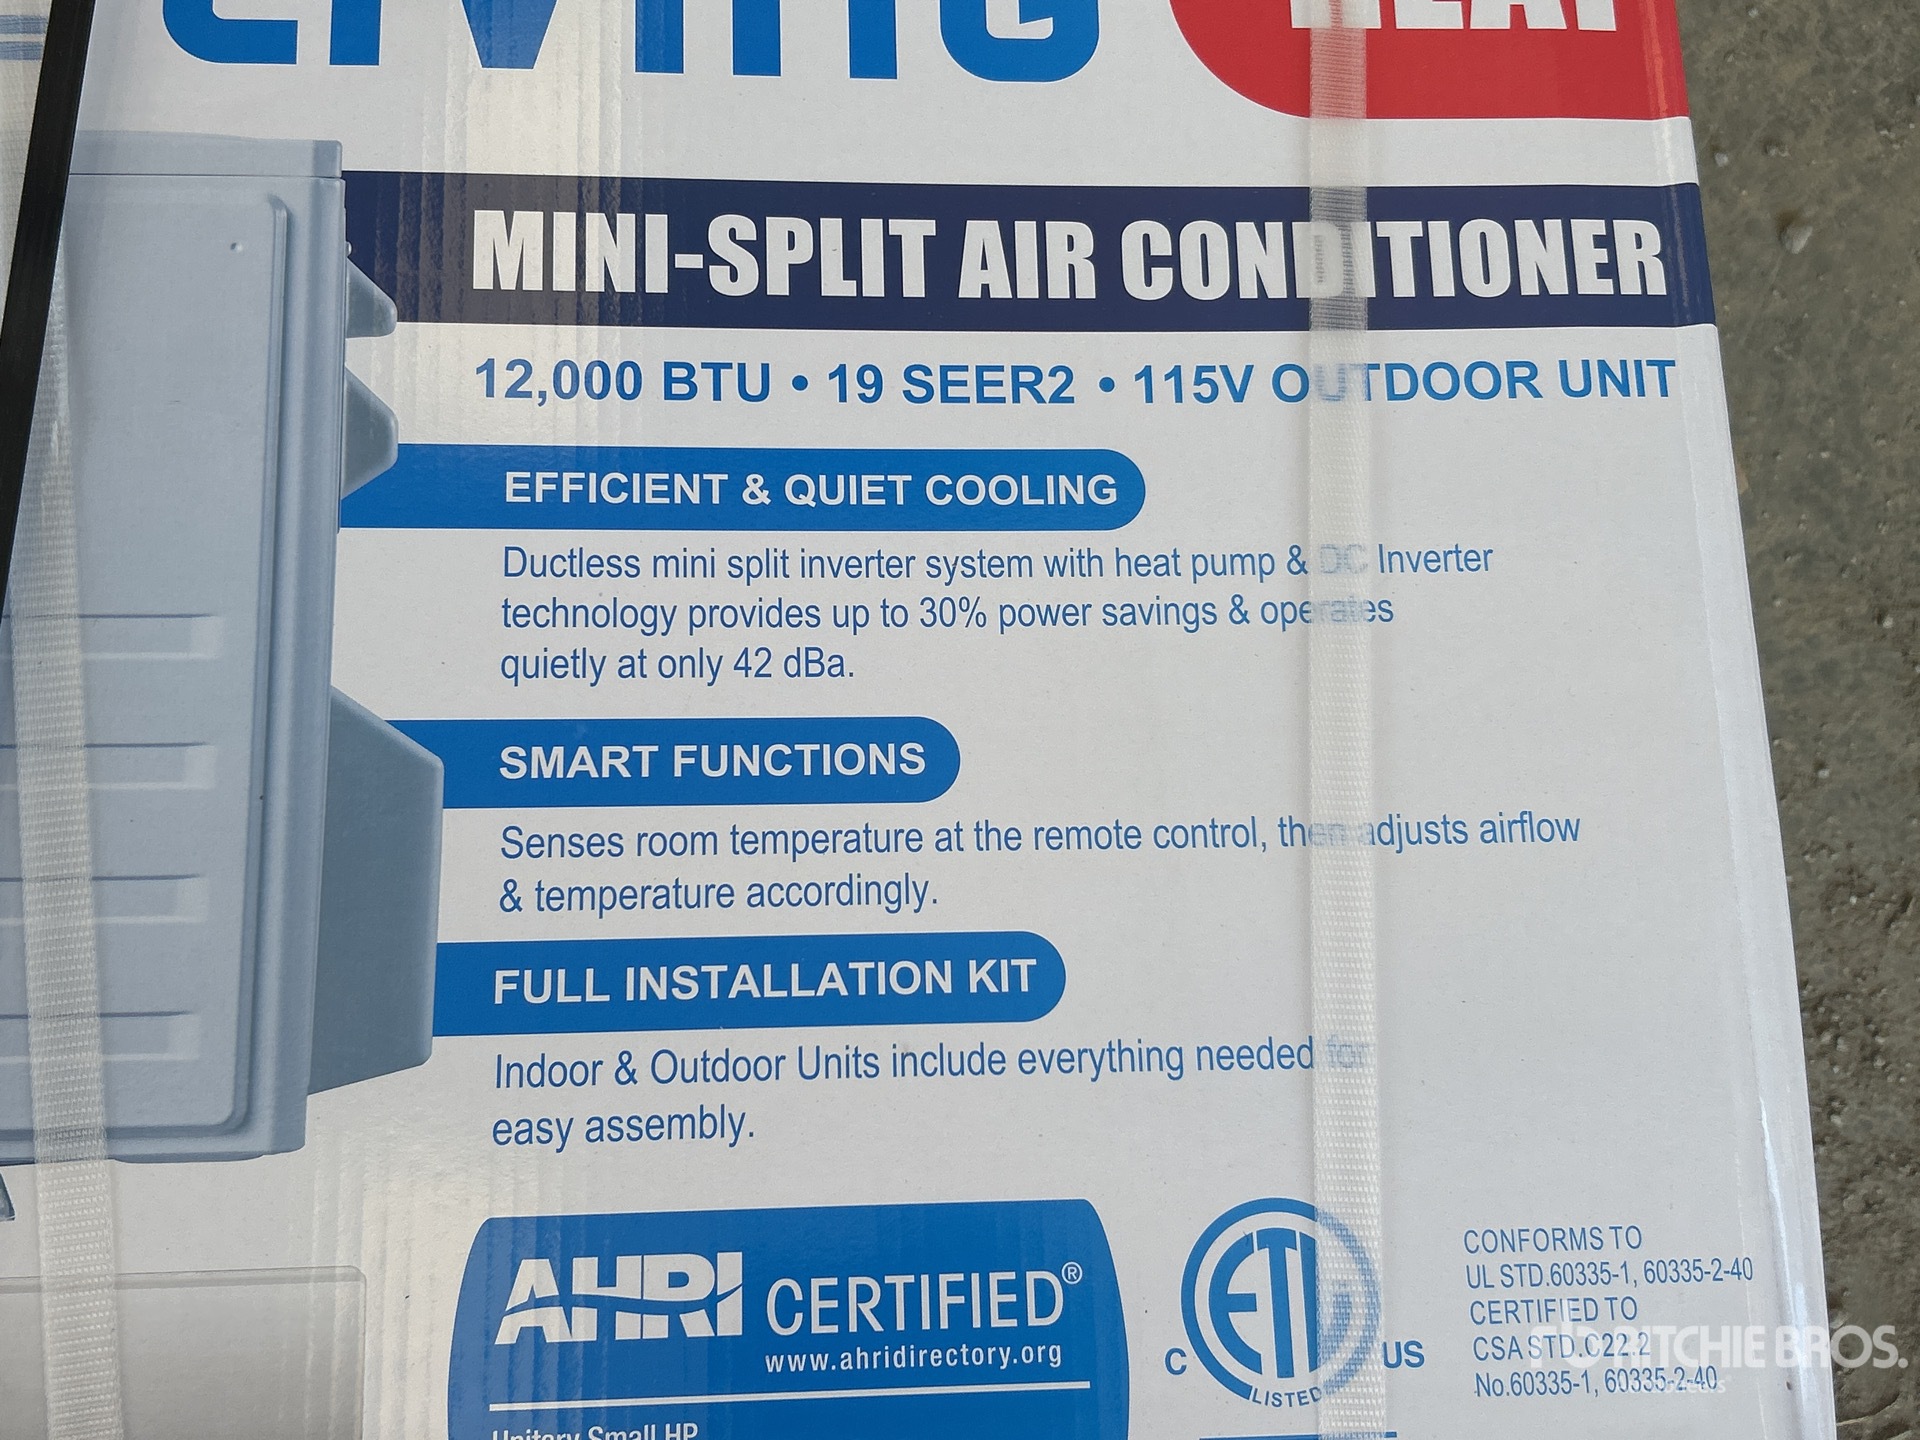 HEAT
MINI-SPLIT AIR CONDITIONER
12,000 BTU • 19 SEER2 • 115V OUTDOOR UNIT
EFFICIENT & QUIET COOLING
Ductless mini split inverter system with heat pump & DC Inverter
technology provides up to 30% power savings & operates
quietly at only 42 dBa.
SMART FUNCTIONS
Senses room temperature at the remote control, then adjusts airflow
& temperature accordingly.
FULL INSTALLATION KIT
Indoor & Outdoor Units include everything needed for
easy assembly.
AHRI CERTIFIED®
www.ahridirectory.org
Unitary Small HP
C ETL US
LISTED
CONFORMS TO
UL STD.60335-1, 60335-2-40
CERTIFIED TO
CSA STD.C22.2
No.60335-1, 60335-2-40
RITCHIE BROS.